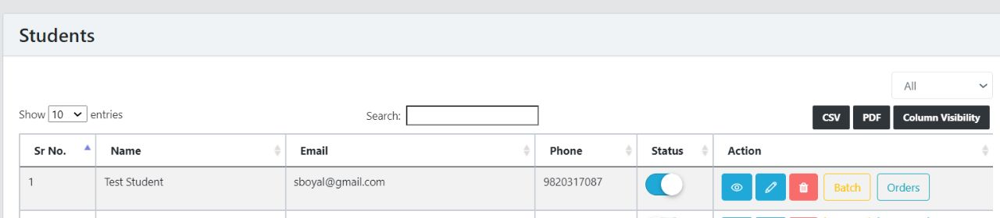 Students
All
Show 10 entries Search: CSV PDF Column Visibility
Sr No. Name Email Phone Status Action
1 Test Student sboyal@gmail.com 9820317087 Batch Orders